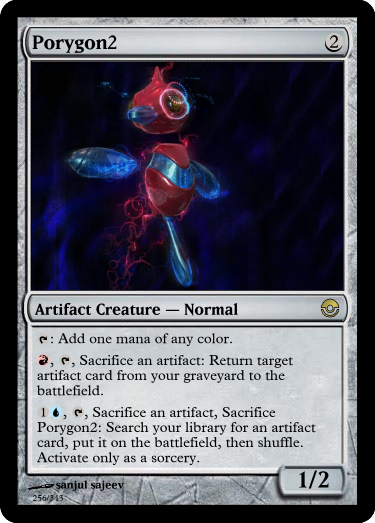 Porygon2 2
Artifact Creature — Normal
: Add one mana of any color.
, , Sacrifice an artifact: Return target
artifact card from your graveyard to the
battlefield.
1 , , Sacrifice an artifact, Sacrifice
Porygon2: Search your library for an artifact
card, put it on the battlefield, then shuffle.
Activate only as a sorcery.
1/2
sanjul sajeev
256/343